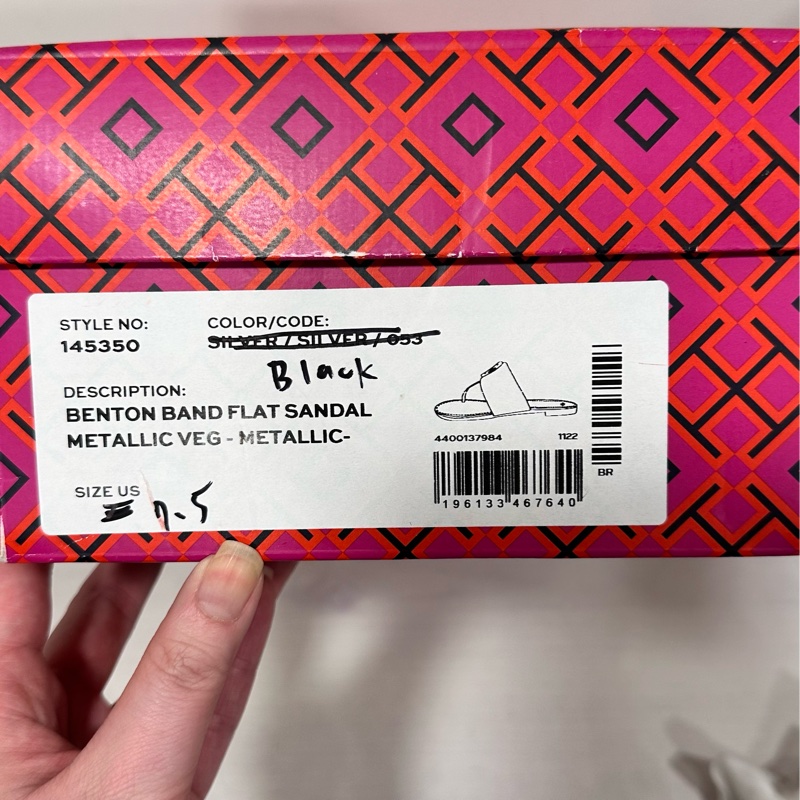 STYLE NO:
145350
COLOR/CODE:
SILVER / SILVER / 053
Black
DESCRIPTION:
BENTON BAND FLAT SANDAL
METALLIC VEG - METALLIC-
SIZE US
7.5
4400137984 1122
196133 467640
BR